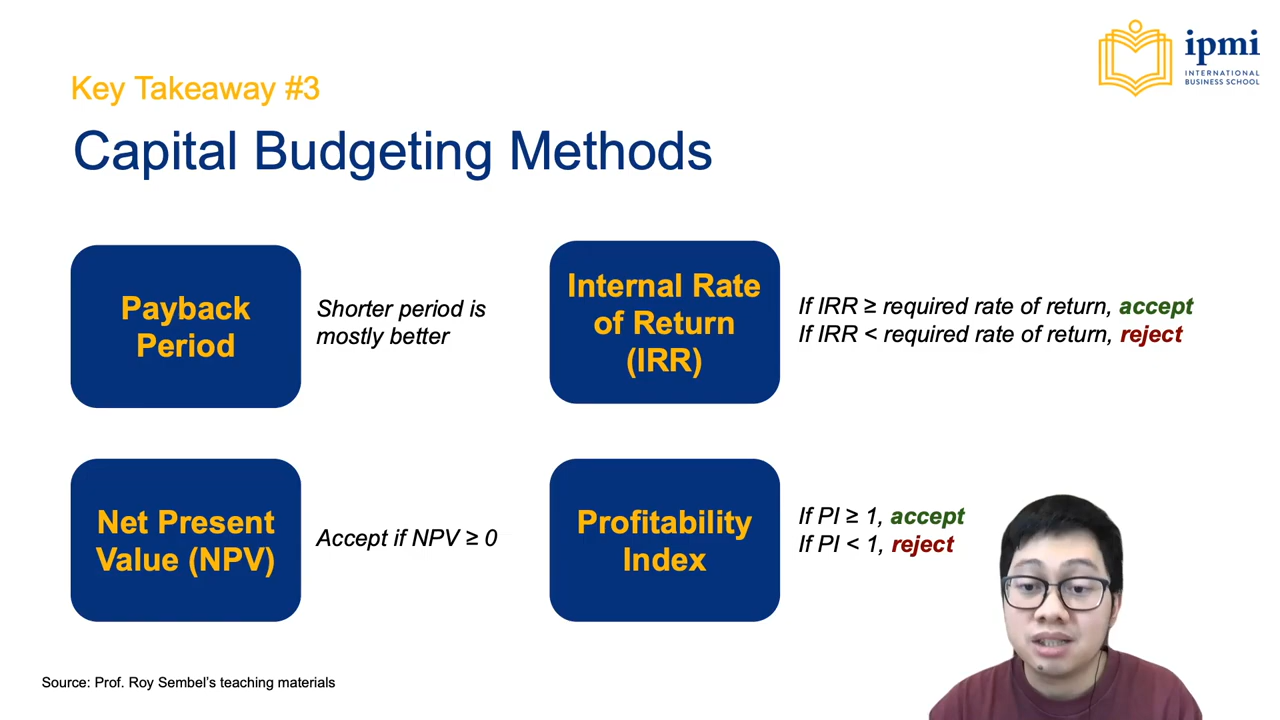 ipmi
INTERNATIONAL
BUSINESS SCHOOL
Key Takeaway #3
Capital Budgeting Methods
Payback
Period
Shorter period is
mostly better
Internal Rate
of Return
(IRR)
If IRR ≥ required rate of return, accept
If IRR < required rate of return, reject
Net Present
Value (NPV)
Accept if NPV ≥ 0
Profitability
Index
If PI ≥ 1, accept
If PI < 1, reject
Source: Prof. Roy Sembel’s teaching materials